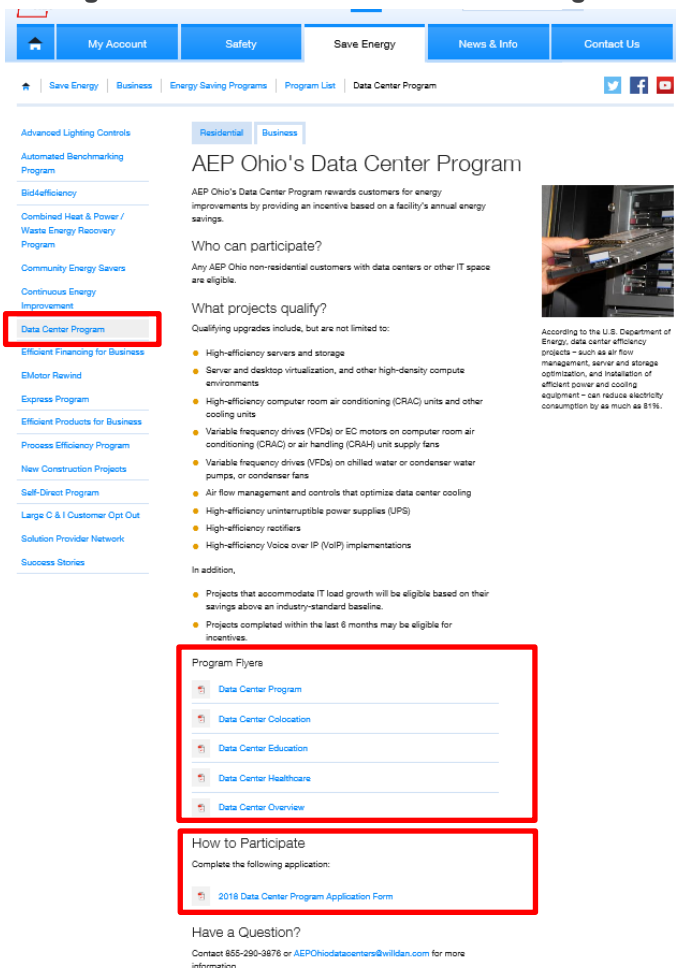 My Account
Safety
Save Energy
News & Info
Contact Us
Save Energy
Business
Energy Saving Programs
Program List
Data Center Program
Advanced Lighting Controls
Automated Benchmarking
Program
Bid4efficiency
Combined Heat & Power /
Waste Energy Recovery
Program
Community Energy Savers
Continuous Energy
Improvement
Data Center Program
Efficient Financing for Business
EMotor Rewind
Express Program
Efficient Products for Business
Process Efficiency Program
New Construction Projects
Self-Direct Program
Large C & I Customer Opt Out
Solution Provider Network
Success Stories
Residential
Business
AEP Ohio's Data Center Program
AEP Ohio's Data Center Program rewards customers for energy
improvements by providing an incentive based on a facility's annual energy
savings.
Who can participate?
Any AEP Ohio non-residential customers with data centers or other IT space
are eligible.
What projects qualify?
Qualifying upgrades include, but are not limited to:
High-efficiency servers and storage
Server and desktop virtualization, and other high-density compute
environments
High-efficiency computer room air conditioning (CRAC) units and other
cooling units
Variable frequency drives (VFDs) or EC motors on computer room air
conditioning (CRAC) or air handling (CRAH) unit supply fans
Variable frequency drives (VFDs) on chilled water or condenser water
pumps, or condenser fans
Air flow management and controls that optimize data center cooling
High-efficiency uninterruptible power supplies (UPS)
High-efficiency rectifiers
High-efficiency Voice over IP (VoIP) implementations
In addition,
Projects that accommodate IT load growth will be eligible based on their
savings above an industry-standard baseline.
Projects completed within the last 6 months may be eligible for
incentives.
Program Flyers
Data Center Program
Data Center Colocation
Data Center Education
Data Center Healthcare
Data Center Overview
How to Participate
Complete the following application:
2018 Data Center Program Application Form
Have a Question?
Contact 855-290-3876 or AEPOhiodatacenters@willdan.com for more
information.
According to the U.S. Department of
Energy, data center efficiency
projects – such as air flow
management, server and storage
optimization, and installation of
efficient power and cooling
equipment – can reduce electricity
consumption by as much as 81%.